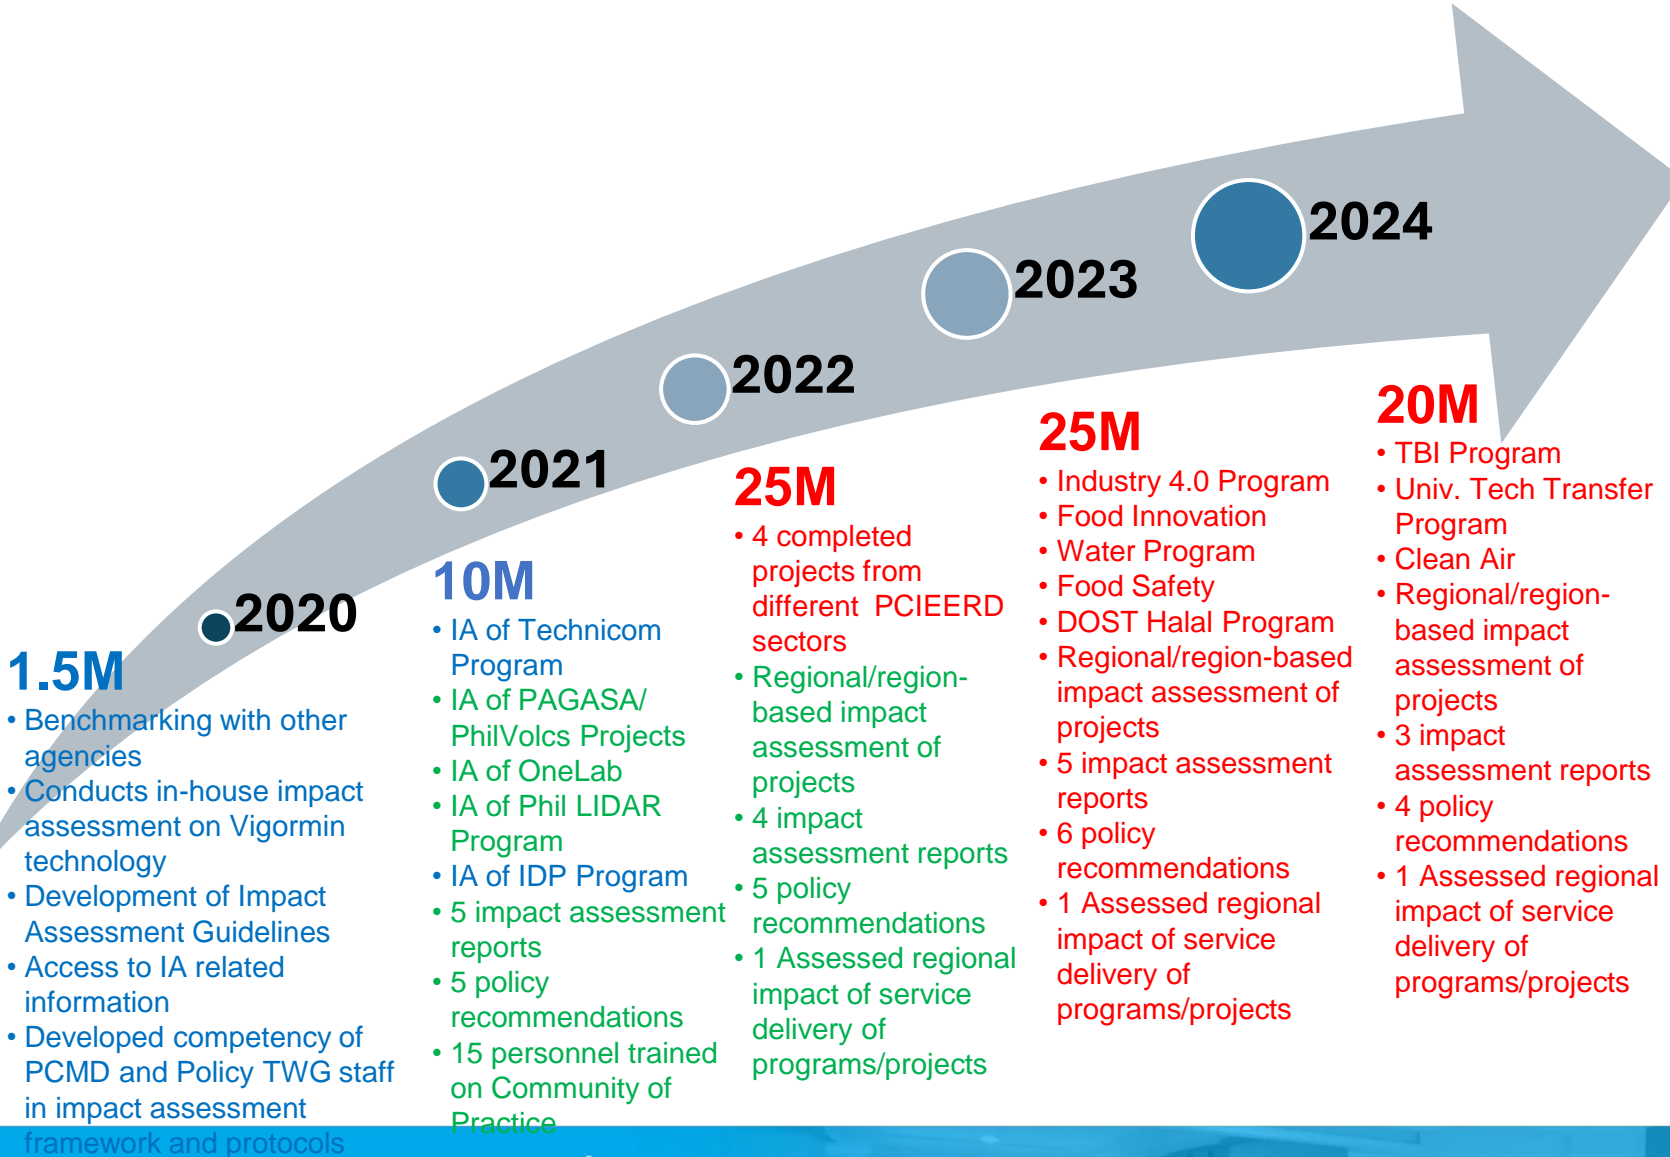 2020
1.5M
• Benchmarking with other
agencies
• Conducts in-house impact
assessment on Vigormin
technology
• Development of Impact
Assessment Guidelines
• Access to IA related
information
• Developed competency of
PCMD and Policy TWG staff
in impact assessment
framework and protocols
2021
10M
• IA of Technicom
Program
• IA of PAGASA/
PhilVolcs Projects
• IA of OneLab
• IA of Phil LIDAR
Program
• IA of IDP Program
• 5 impact assessment
reports
• 5 policy
recommendations
• 15 personnel trained
on Community of
Practice
2022
25M
• 4 completed
projects from
different PCIEERD
sectors
• Regional/region-
based impact
assessment of
projects
• 4 impact
assessment reports
• 5 policy
recommendations
• 1 Assessed regional
impact of service
delivery of
programs/projects
2023
25M
• Industry 4.0 Program
• Food Innovation
• Water Program
• Food Safety
• DOST Halal Program
• Regional/region-based
impact assessment of
projects
• 5 impact assessment
reports
• 6 policy
recommendations
• 1 Assessed regional
impact of service
delivery of
programs/projects
2024
20M
• TBI Program
• Univ. Tech Transfer
Program
• Clean Air
• Regional/region-
based impact
assessment of
projects
• 3 impact
assessment reports
• 4 policy
recommendations
• 1 Assessed regional
impact of service
delivery of
programs/projects